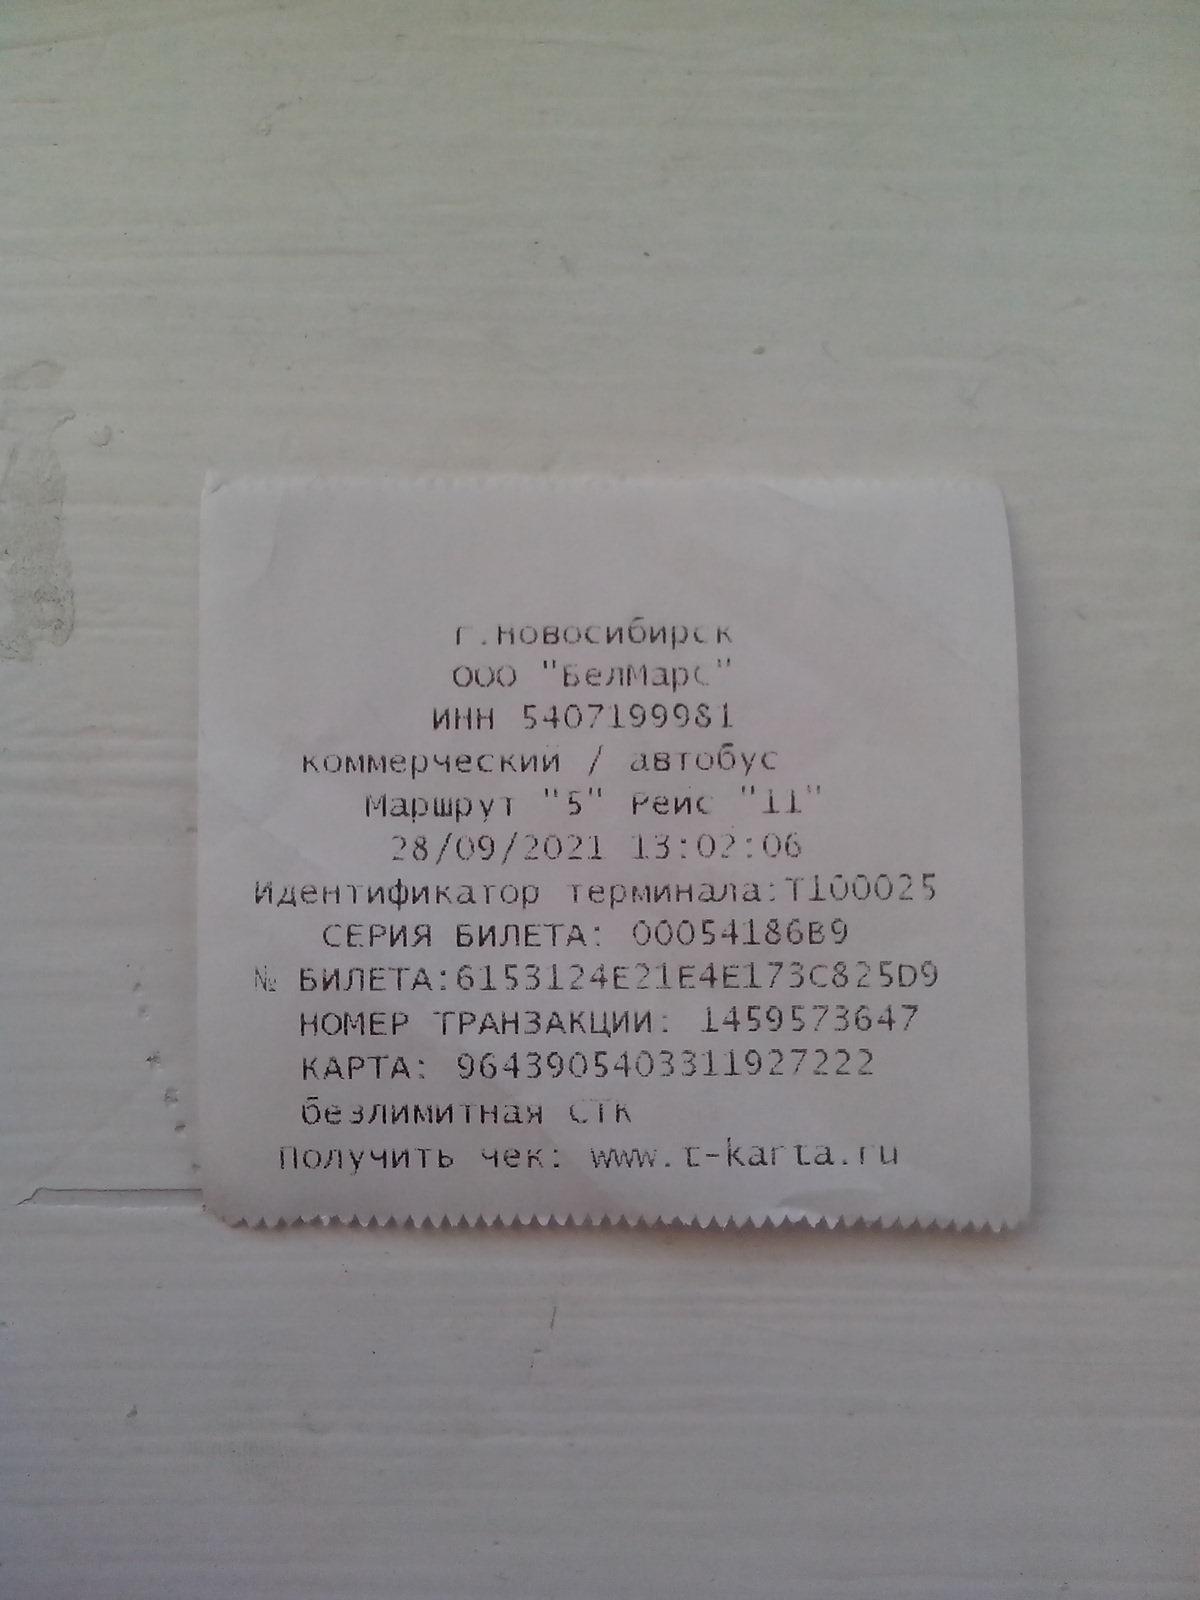 г.Новосибирск
ООО "БелМарс"
ИНН 5407199981
коммерческий / автобус
Маршрут "5" Рейс "11"
28/09/2021 13:02:06
Идентификатор терминала:T100025
СЕРИЯ БИЛЕТА: 00054186B9
№ БИЛЕТА:6153124E21E4E173C825D9
НОМЕР ТРАНЗАКЦИИ: 1459573647
КАРТА: 9643905403311927222
безлимитная СТК
Получить чек: www.t-karta.ru